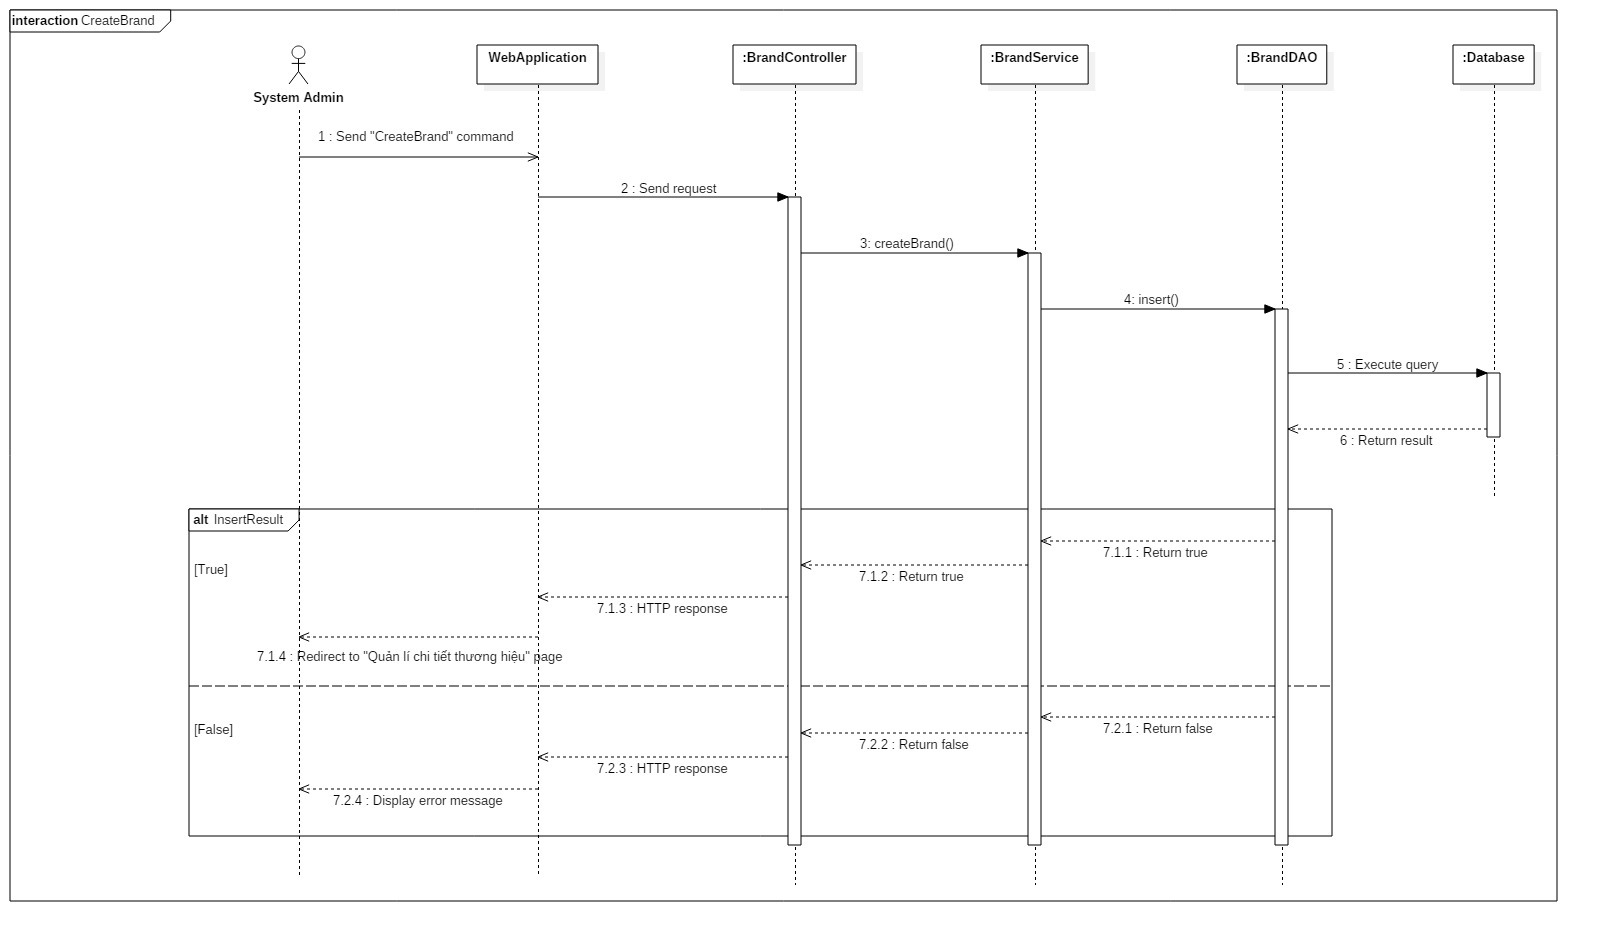 interaction CreateBrand
System Admin
WebApplication
:BrandController
:BrandService
:BrandDAO
:Database
1 : Send "CreateBrand" command
2 : Send request
3: createBrand()
4: insert()
5 : Execute query
6 : Return result
alt InsertResult
[True]
7.1.1 : Return true
7.1.2 : Return true
7.1.3 : HTTP response
7.1.4 : Redirect to "Quản lí chi tiết thương hiệu" page
[False]
7.2.1 : Return false
7.2.2 : Return false
7.2.3 : HTTP response
7.2.4 : Display error message